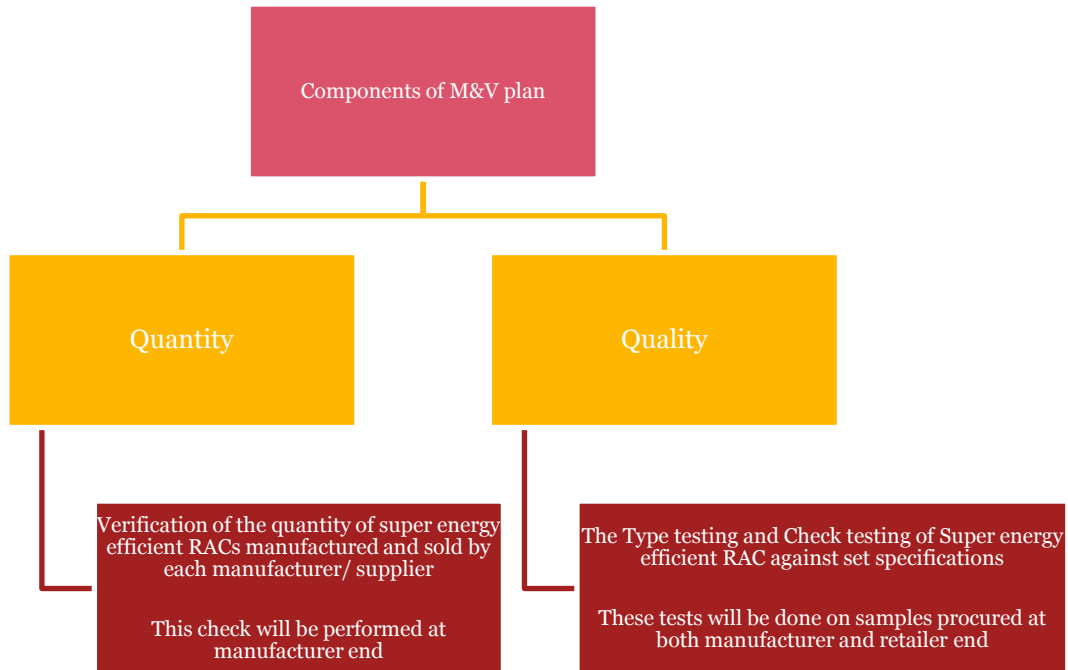 Components of M&V plan
Quantity
Quality
Verification of the quantity of super energy
efficient RACs manufactured and sold by
each manufacturer/ supplier
This check will be performed at
manufacturer end
The Type testing and Check testing of Super energy
efficient RAC against set specifications
These tests will be done on samples procured at
both manufacturer and retailer end